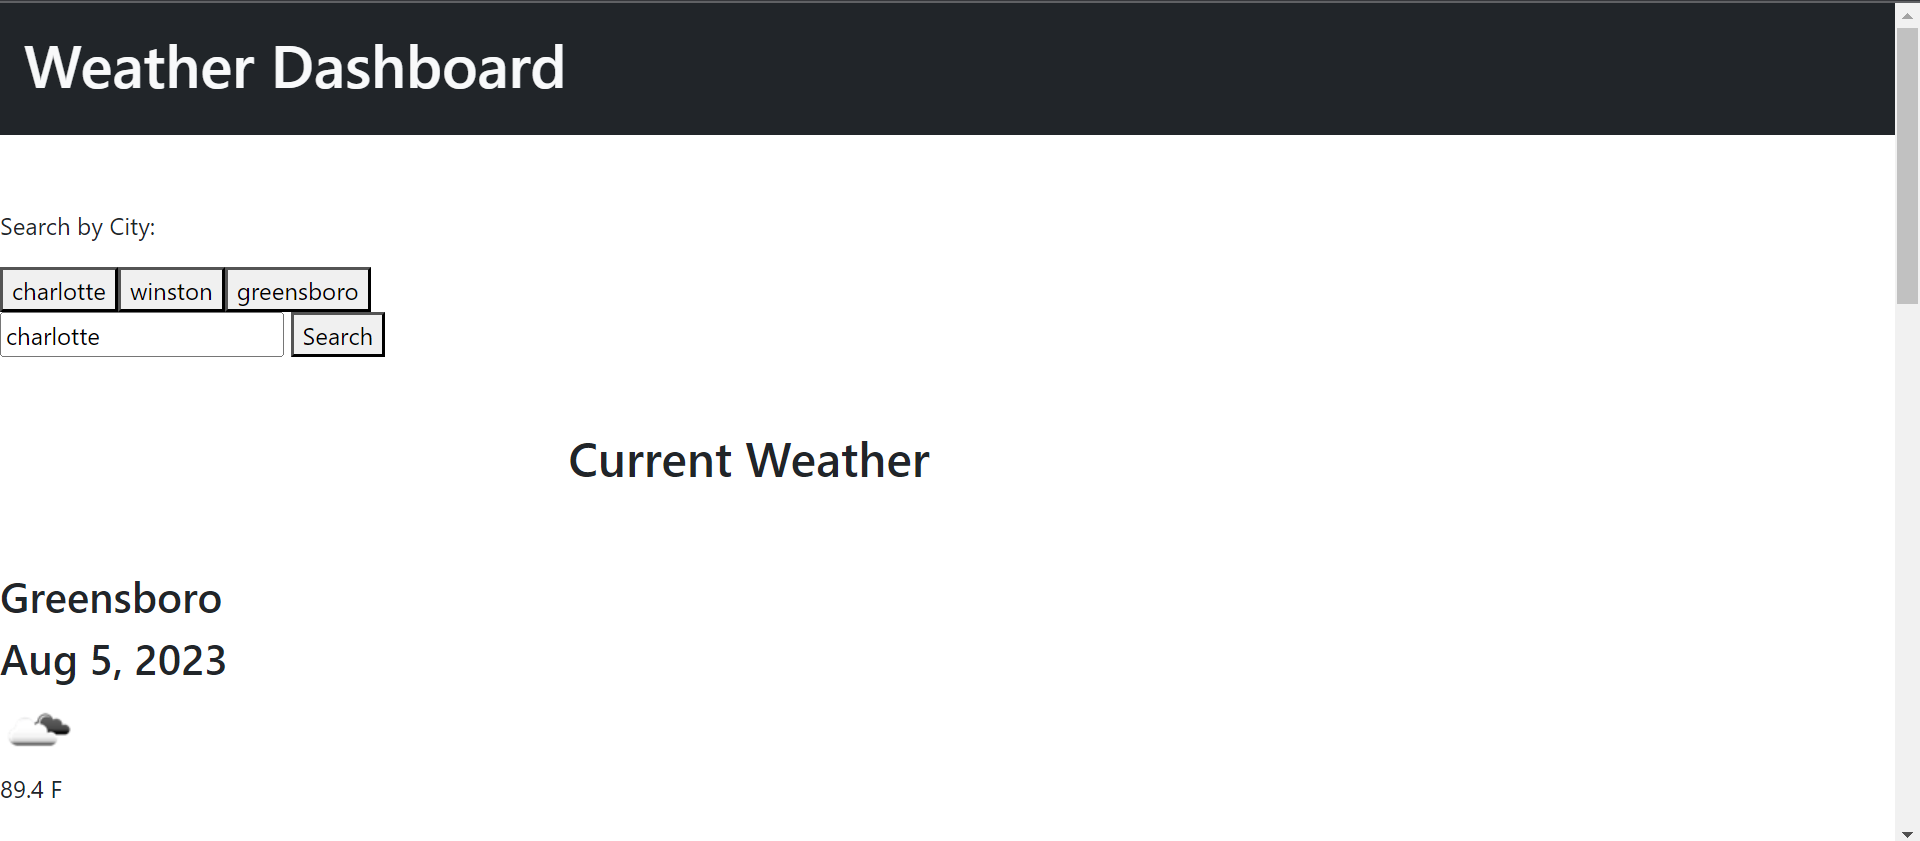 Weather Dashboard
Search by City:
charlotte winston greensboro
charlotte Search
Current Weather
Greensboro
Aug 5, 2023
89.4 F